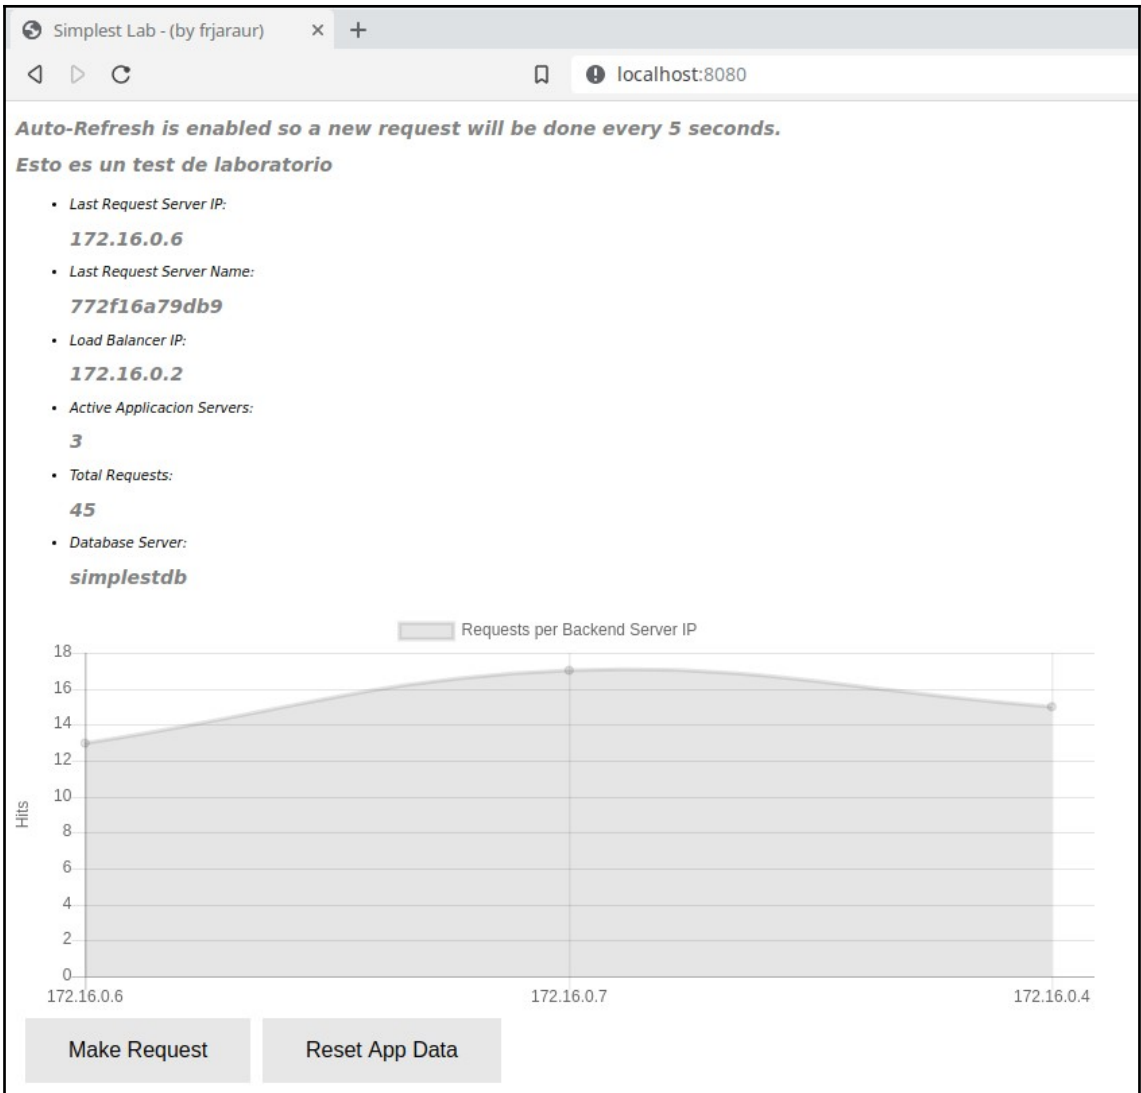 Simplest Lab - (by frjaraur)
localhost:8080
Auto-Refresh is enabled so a new request will be done every 5 seconds.
Esto es un test de laboratorio
Last Request Server IP:
172.16.0.6
Last Request Server Name:
772f16a79db9
Load Balancer IP:
172.16.0.2
Active Applicacion Servers:
3
Total Requests:
45
Database Server:
simplestdb
Requests per Backend Server IP
18
16
14
12
10
8
6
4
2
0
Hits
172.16.0.6 172.16.0.7 172.16.0.4
Make Request Reset App Data